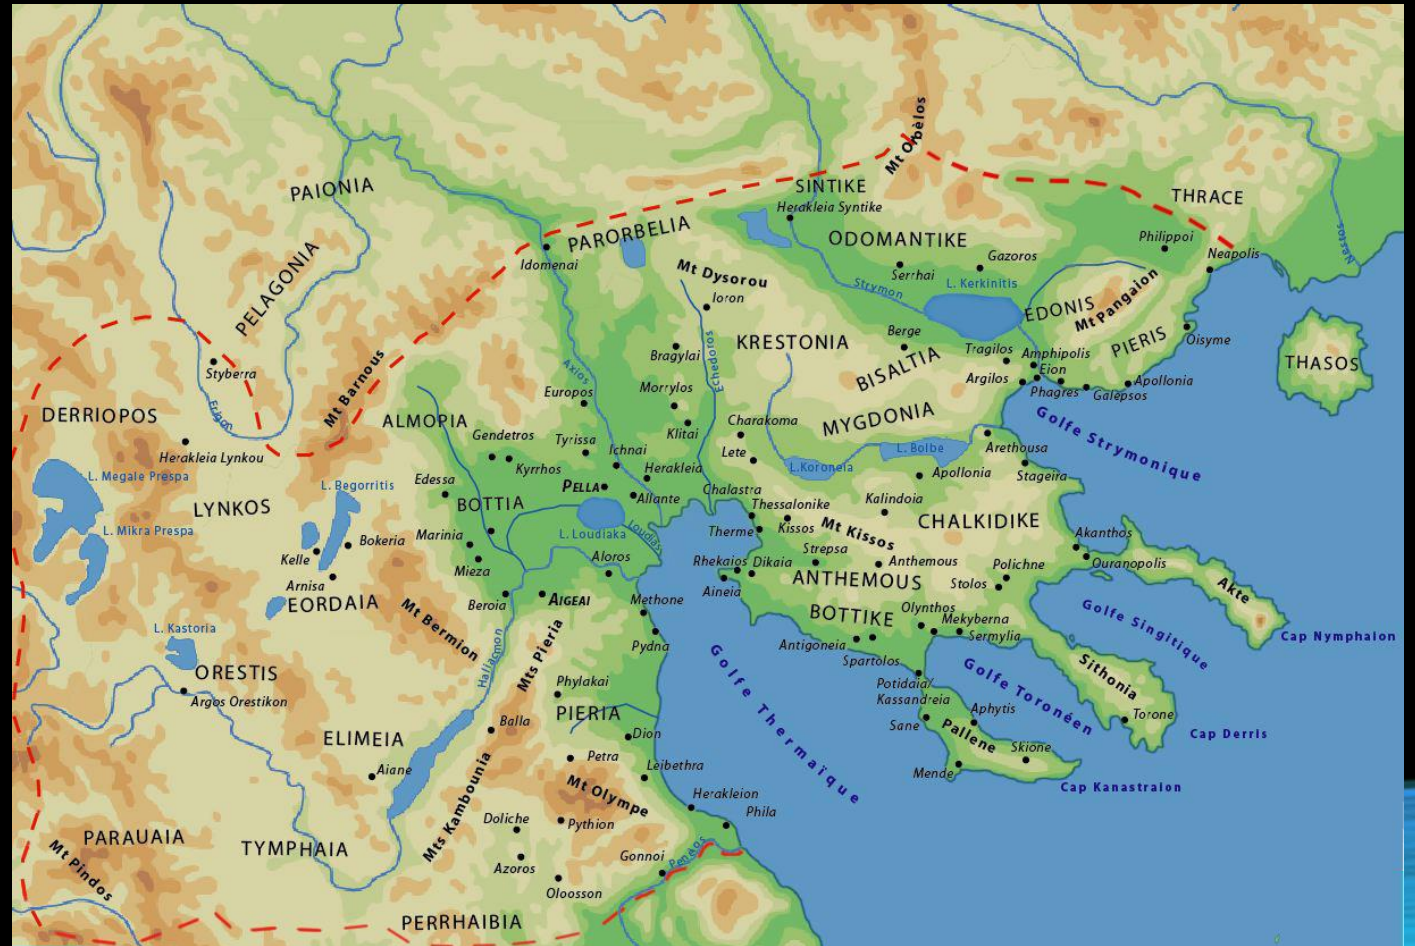 Mt Orbèlos
PAIONIA
SINTIKE
THRACE
Herakleia Syntike
PARORBELIA
ODOMANTIKE
Philippoi
Nestos
PELAGONIA
Idomenai
Neapolis
Gazoros
Serrhai
Mt Dysorou
Strymon
L. Kerkinitis
Ioron
EDONIS
Mt Pangaion
Berge
KRESTONIA
PIERIS
Oisyme
Bragylai
Echedoros
Tragilos
Amphipolis
THASOS
Styberra
Axios
BISALTIA
Eion
Mt Barnous
Argilos
Apollonia
Morrylos
Phagres
Galepsos
Europos
DERRIOPOS
Erigon
ALMOPIA
MYGDONIA
Golfe Strymonique
Charakoma
Klitai
Gendetros
Tyrissa
Ichnai
Lete
L. Bolbe
Arethousa
Herakleia Lynkou
Kyrrhos
Herakleia
L.Koroneia
Apollonia
Stageira
L. Megale Prespa
Edessa
PELLA
L. Begorritis
Allante
Chalastra
Kalindoia
LYNKOS
BOTTIA
Thessalonike
CHALKIDIKE
L. Mikra Prespa
Marinia
L. Loudiaka
Loudias
Therme
Kissos
Mt Kissos
Akanthos
Bokeria
Kelle
Aloros
Strepsa
Rhekaios
Dikaia
Anthemous
Polichne
Ouranopolis
Mieza
Arnisa
ANTHEMOUS
Stolos
Akte
Aineia
EORDAIA
Beroia
AIGEAI
Methone
BOTTIKE
Olynthos
Golfe Singitique
Mekyberna
L. Kastoria
Mt Bermion
Sermylia
Cap Nymphaion
Pydna
Antigoneia
Haliacmon
Mts Pieria
Spartolos
Golfe Toronéen
Sithonia
ORESTIS
Golfe Thermaïque
Phylakai
Potidaia/
Kassandreia
Argos Orestikon
PIERIA
Aphytis
Torone
Balla
Sane
Dion
Pallene
Cap Derris
ELIMEIA
Skione
Petra
Leibethra
Aiane
Mende
Mt Olympe
Cap Kanastraion
Herakleion
Mts Kambounia
Phila
Doliche
Pythion
PARAUAIA
TYMPHAIA
Gonnoi
Peneos
Mt Pindos
Azoros
Oloosson
PERRHAIBIA